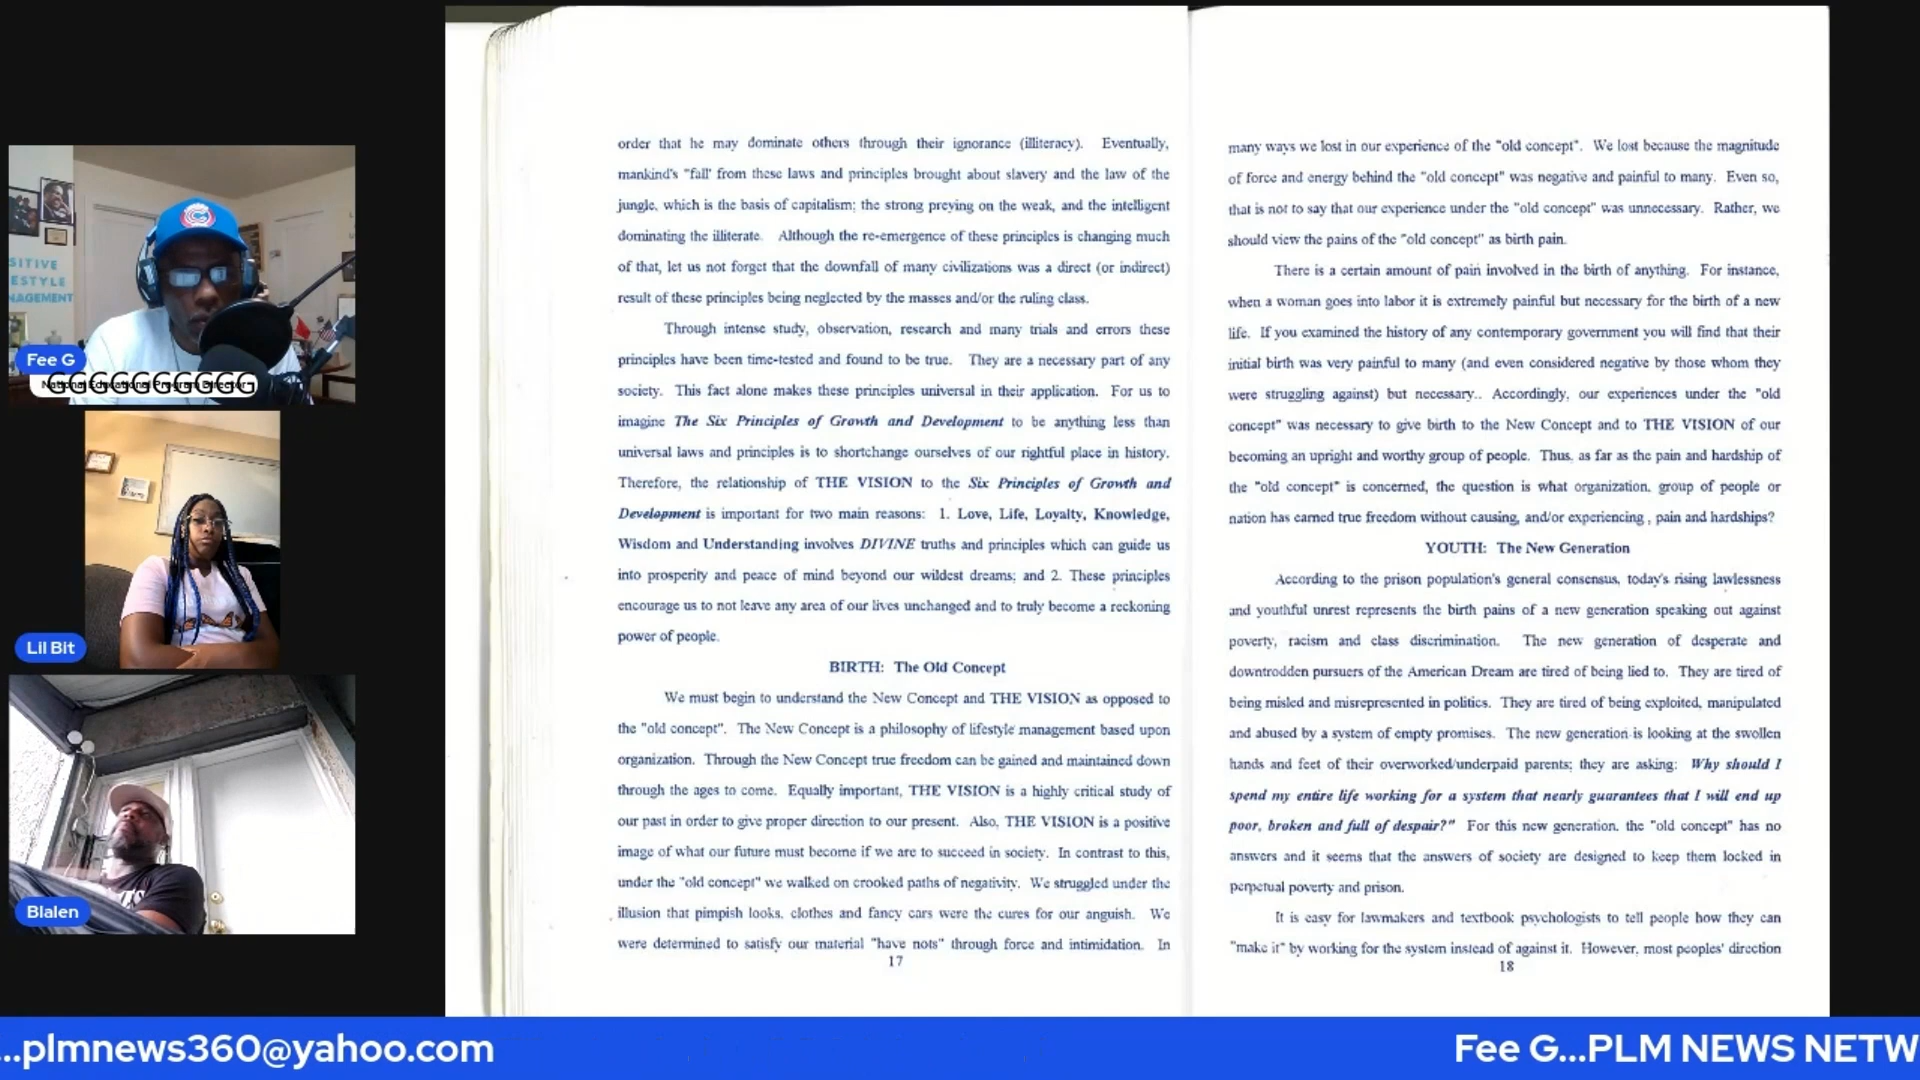 SITIVE
ESTYLE
NAGEMENT
Fee G
National Educational Program Director
GGGGGGGGGG
Lil Bit
Blalen
order that he may dominate others through their ignorance (illiteracy). Eventually,
mankind's "fall' from these laws and principles brought about slavery and the law of the
jungle, which is the basis of capitalism; the strong preying on the weak, and the intelligent
dominating the illiterate. Although the re-emergence of these principles is changing much
of that, let us not forget that the downfall of many civilizations was a direct (or indirect)
result of these principles being neglected by the masses and/or the ruling class.
Through intense study, observation, research and many trials and errors these
principles have been time-tested and found to be true. They are a necessary part of any
society. This fact alone makes these principles universal in their application. For us to
imagine The Six Principles of Growth and Development to be anything less than
universal laws and principles is to shortchange ourselves of our rightful place in history.
Therefore, the relationship of THE VISION to the Six Principles of Growth and
Development is important for two main reasons: 1. Love, Life, Loyalty, Knowledge,
Wisdom and Understanding involves DIVINE truths and principles which can guide us
into prosperity and peace of mind beyond our wildest dreams; and 2. These principles
encourage us to not leave any area of our lives unchanged and to truly become a reckoning
power of people.
BIRTH: The Old Concept
We must begin to understand the New Concept and THE VISION as opposed to
the "old concept". The New Concept is a philosophy of lifestyle management based upon
organization. Through the New Concept true freedom can be gained and maintained down
through the ages to come. Equally important, THE VISION is a highly critical study of
our past in order to give proper direction to our present. Also, THE VISION is a positive
image of what our future must become if we are to succeed in society. In contrast to this,
under the "old concept" we walked on crooked paths of negativity. We struggled under the
illusion that pimpish looks, clothes and fancy cars were the cures for our anguish. We
were determined to satisfy our material "have nots" through force and intimidation. In
17
many ways we lost in our experience of the "old concept". We lost because the magnitude
of force and energy behind the "old concept" was negative and painful to many. Even so,
that is not to say that our experience under the "old concept" was unnecessary. Rather, we
should view the pains of the "old concept" as birth pain.
There is a certain amount of pain involved in the birth of anything. For instance,
when a woman goes into labor it is extremely painful but necessary for the birth of a new
life. If you examined the history of any contemporary government you will find that their
initial birth was very painful to many (and even considered negative by those whom they
were struggling against) but necessary.. Accordingly, our experiences under the "old
concept" was necessary to give birth to the New Concept and to THE VISION of our
becoming an upright and worthy group of people. Thus, as far as the pain and hardship of
the "old concept" is concerned, the question is what organization, group of people or
nation has earned true freedom without causing, and/or experiencing , pain and hardships?
YOUTH: The New Generation
According to the prison population's general consensus, today's rising lawlessness
and youthful unrest represents the birth pains of a new generation speaking out against
poverty, racism and class discrimination. The new generation of desperate and
downtrodden pursuers of the American Dream are tired of being lied to. They are tired of
being misled and misrepresented in politics. They are tired of being exploited, manipulated
and abused by a system of empty promises. The new generation is looking at the swollen
hands and feet of their overworked/underpaid parents; they are asking: Why should I
spend my entire life working for a system that nearly guarantees that I will end up
poor, broken and full of despair?" For this new generation, the "old concept" has no
answers and it seems that the answers of society are designed to keep them locked in
perpetual poverty and prison.
It is easy for lawmakers and textbook psychologists to tell people how they can
"make it" by working for the system instead of against it. However, most peoples' direction
18
...plmnews360@yahoo.com
Fee G...PLM NEWS NETW